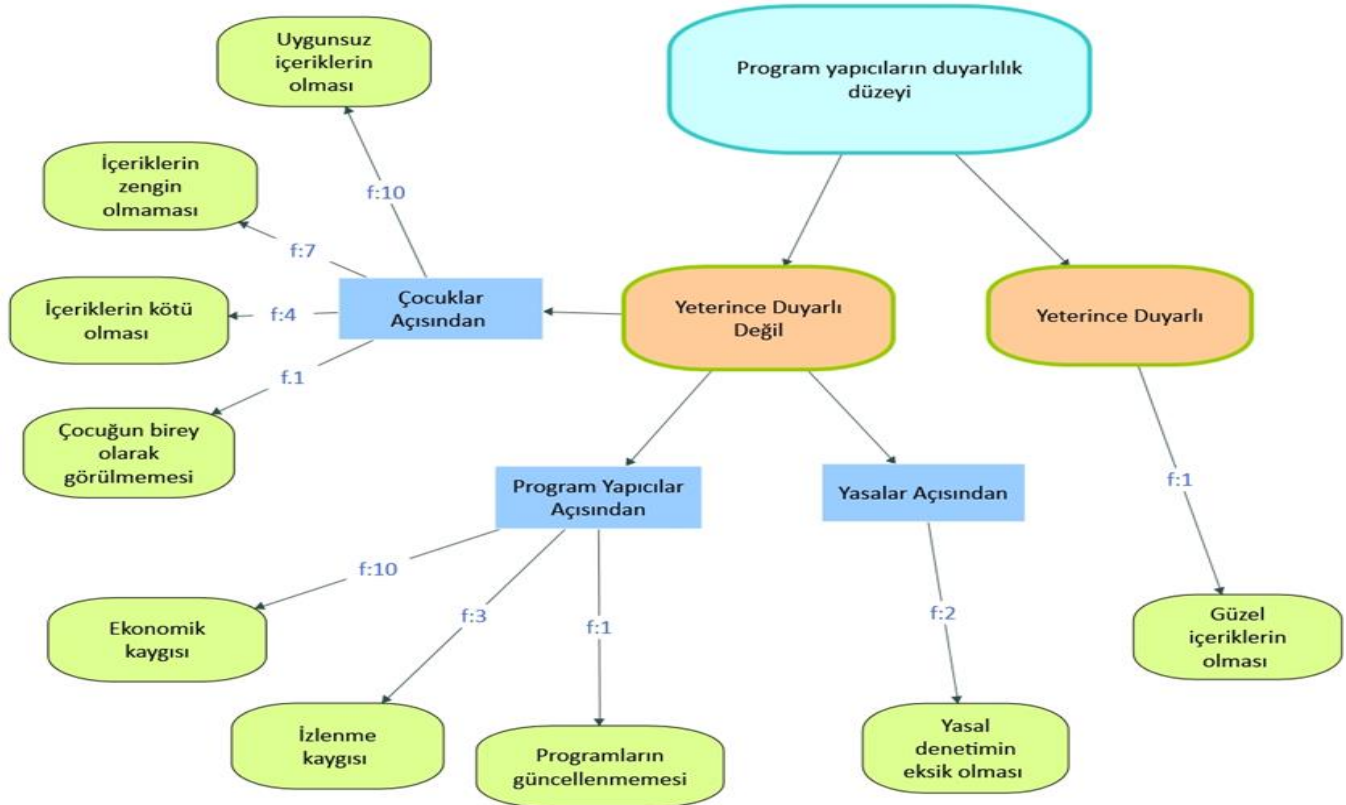 Program yapıcıların duyarlılık
düzeyi
Uygunsuz
içeriklerin
olması
İçeriklerin
zengin
olmaması
f:10
f:7
İçeriklerin kötü
olması
f:4
Çocuklar
Açısından
Yeterince Duyarlı
Değil
Yeterince Duyarlı
f.1
Çocuğun birey
olarak
görülmemesi
Program Yapıcılar
Açısından
Yasalar Açısından
f:1
f:10
f:3
f:1
f:2
Ekonomik
kaygısı
Güzel
içeriklerin
olması
İzlenme
kaygısı
Programların
güncellenmemesi
Yasal
denetimin
eksik olması